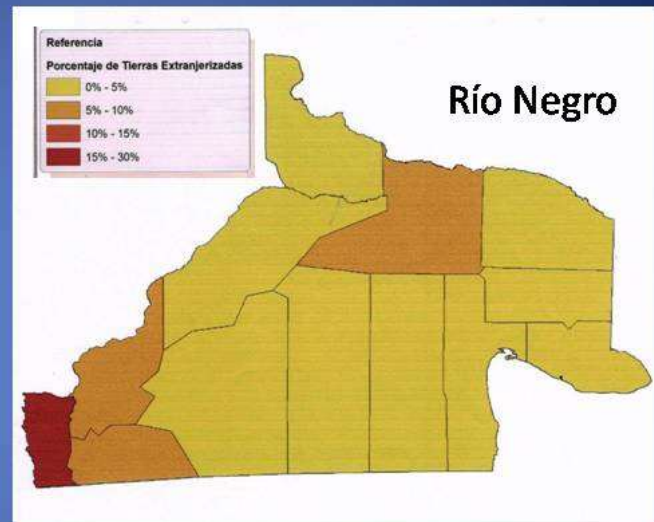 Referencia
Porcentaje de Tierras Extranjerizadas
0% - 5%
5% - 10%
10% - 15%
15% - 30%
Río Negro